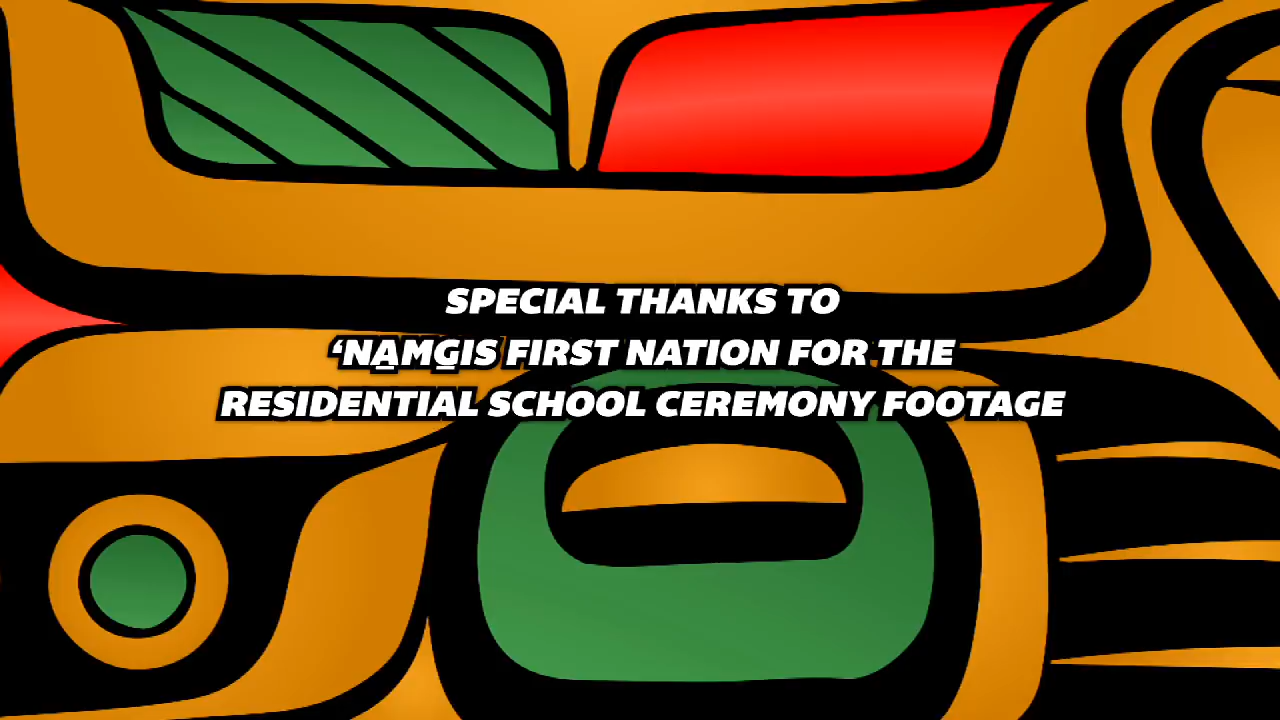 SPECIAL THANKS TO
‘NA̱MG̱IS FIRST NATION FOR THE
RESIDENTIAL SCHOOL CEREMONY FOOTAGE